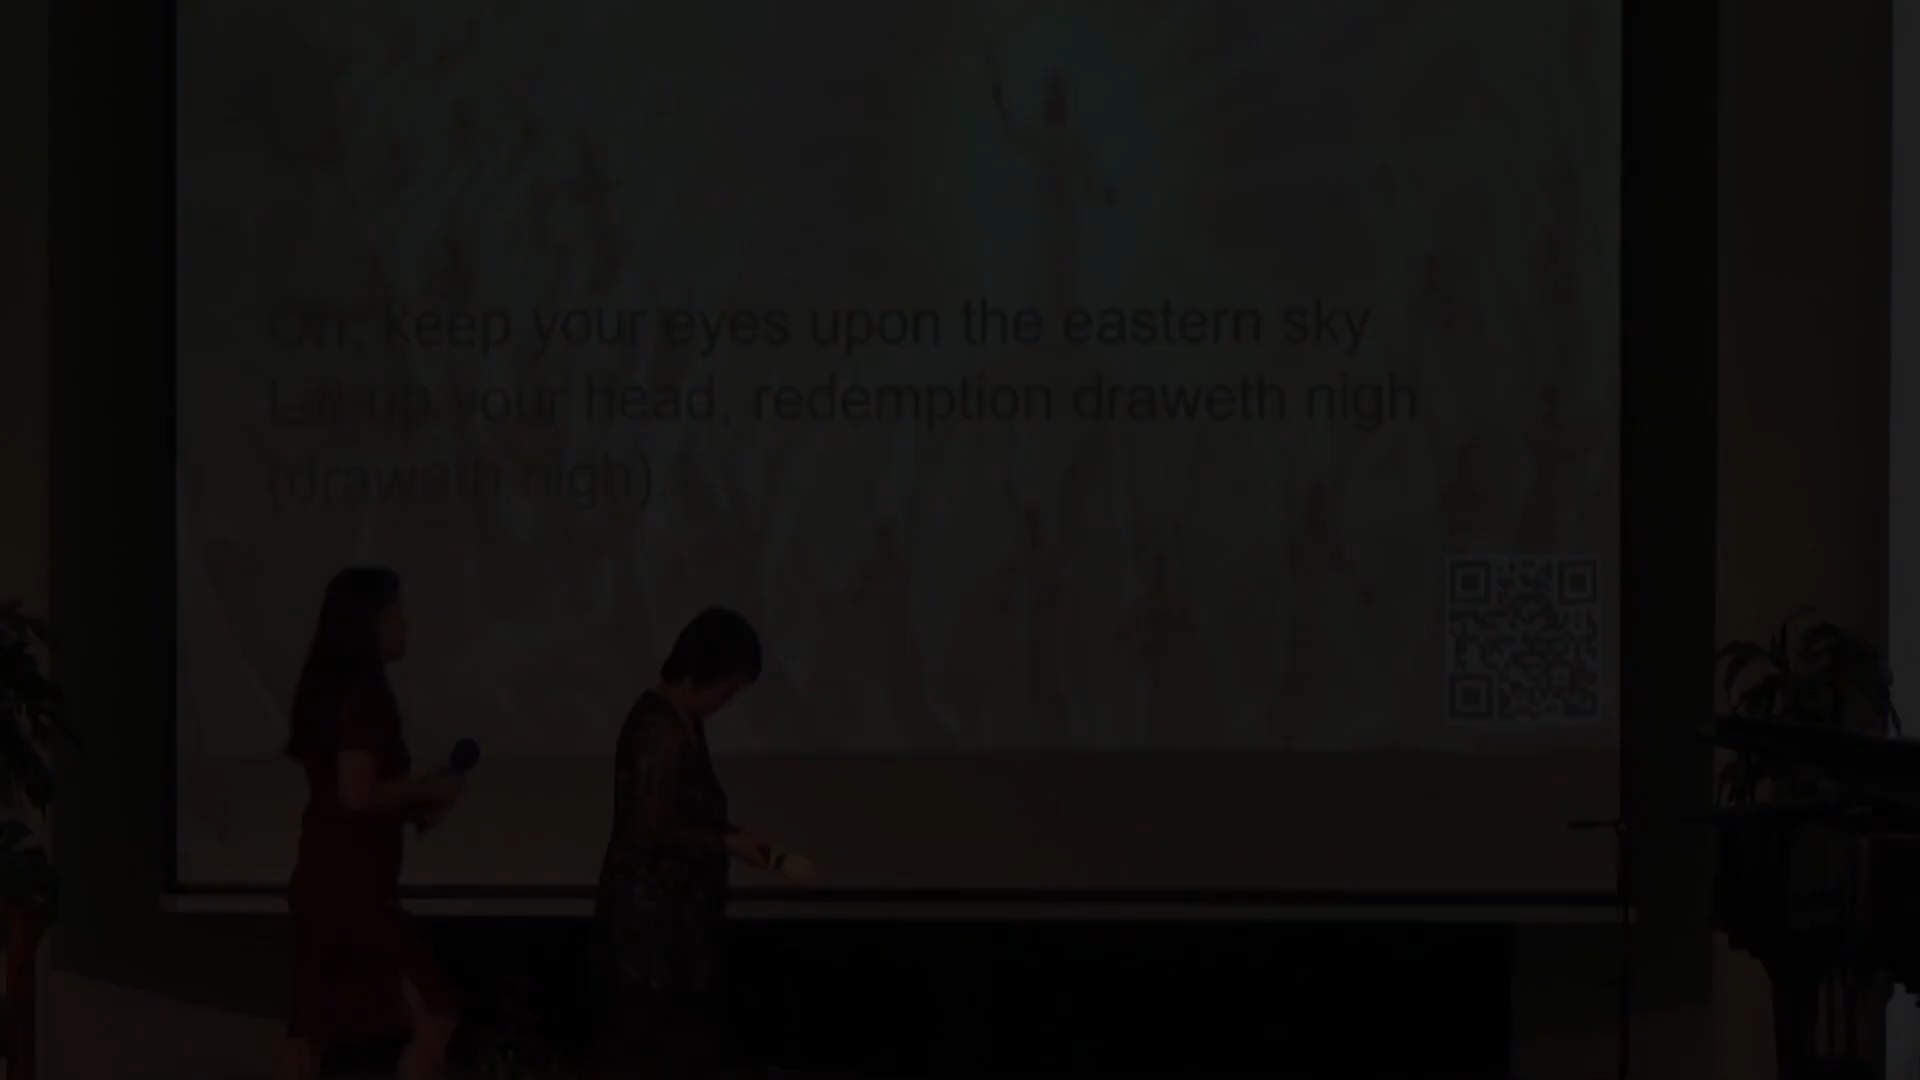 Oh, keep your eyes upon the eastern sky
Lift up your head, redemption draweth nigh
(draweth nigh).